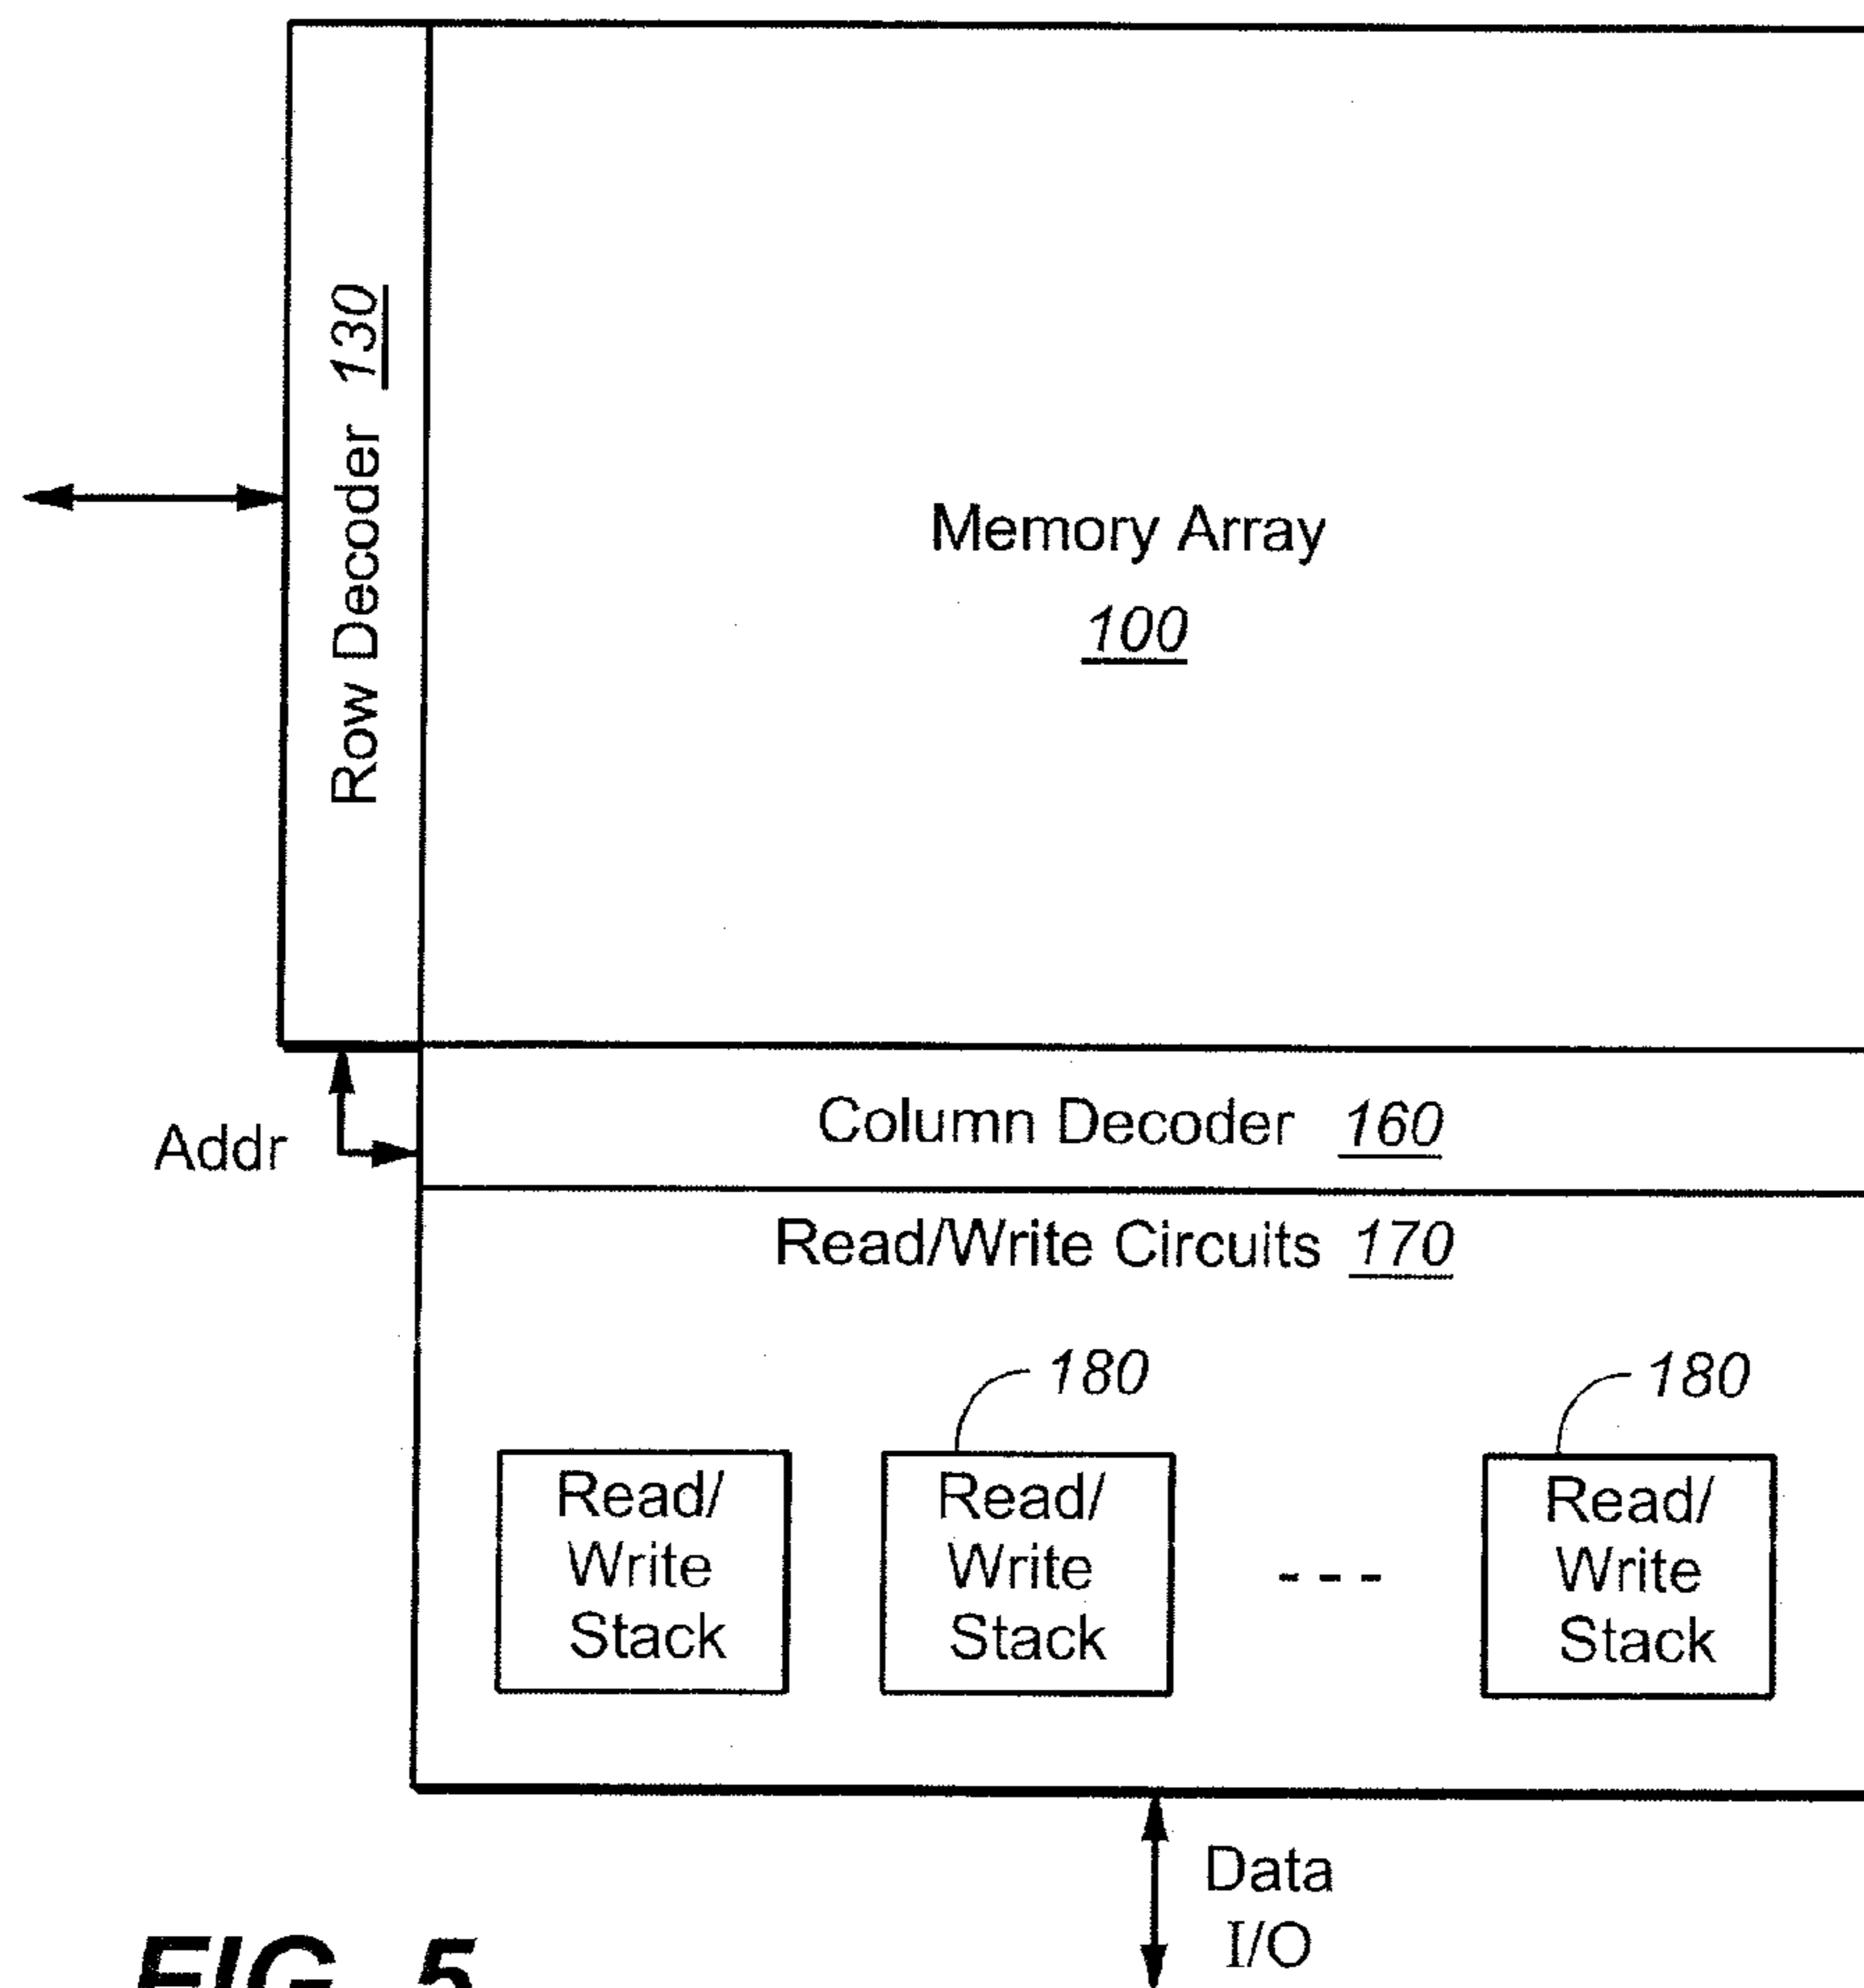 Row Decoder 130
Memory Array
100
Addr
Column Decoder 160
Read/Write Circuits 170
180
180
Read/
Write
Stack
Read/
Write
Stack
- - -
Read/
Write
Stack
Data
I/O
FIG. 5